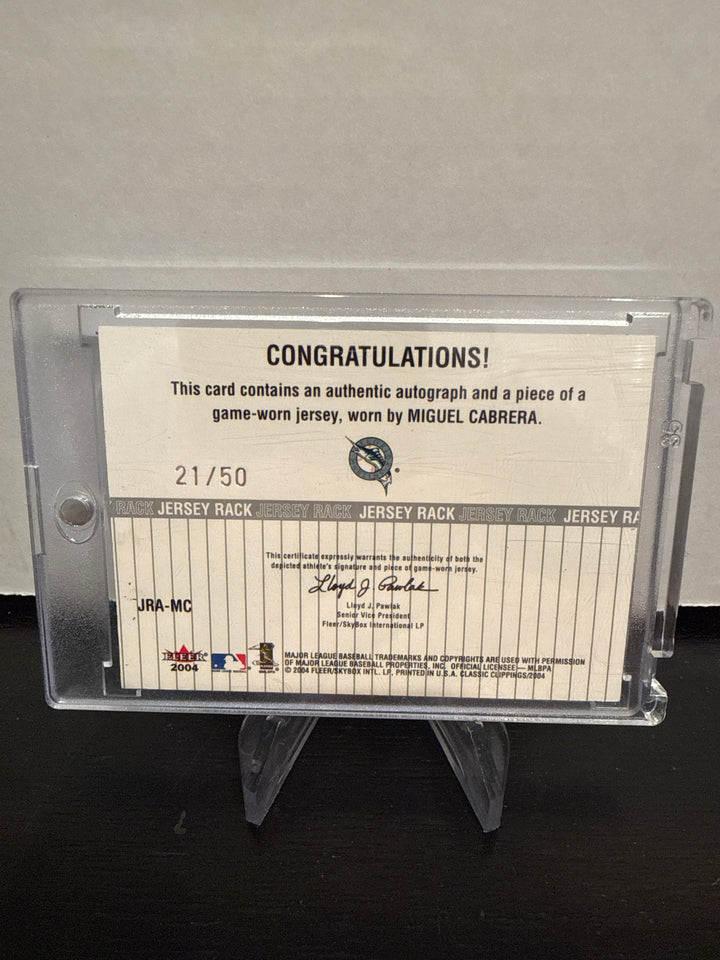 CONGRATULATIONS!
This card contains an authentic autograph and a piece of a
game-worn jersey, worn by MIGUEL CABRERA.
21/50
RACK JERSEY RACK JERSEY RACK JERSEY RACK JERSEY RACK JERSEY RA
This certificate expressly warrants the authenticity of both the
depicted athlete's signature and piece of game-worn jersey.
Lloyd J. Pawlak
Lloyd J. Pawlak
Senior Vice President
Fleer/SkyBox International LP
JRA-MC
FLEER
2004
MAJOR LEAGUE BASEBALL TRADEMARKS AND COPYRIGHTS ARE USED WITH PERMISSION
OF MAJOR LEAGUE BASEBALL PROPERTIES, INC. OFFICIAL LICENSEE—MLBPA
© 2004 FLEER/SKYBOX INTL. LP, PRINTED IN U.S.A. CLASSIC CLIPPINGS/2004
35